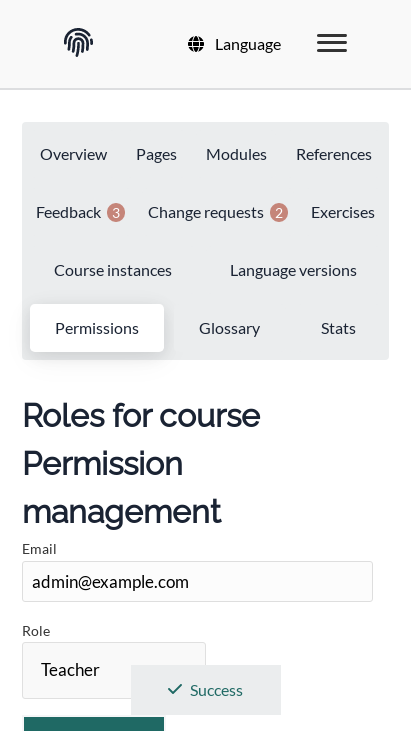 Language
Overview Pages Modules References
Feedback 3 Change requests 2 Exercises
Course instances Language versions
Permissions Glossary Stats
Roles for course
Permission
management
Email
admin@example.com
Role
Teacher
Success